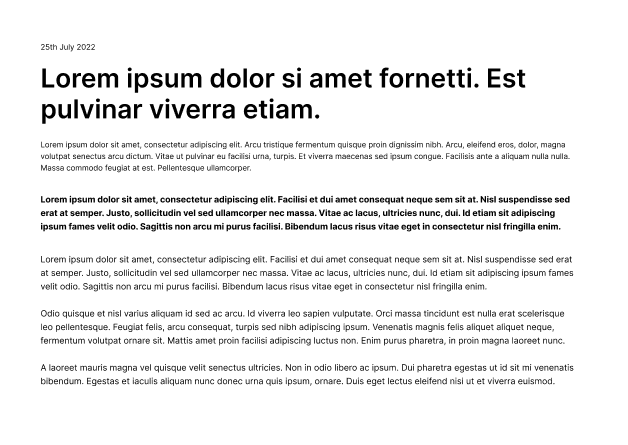 25th July 2022
Lorem ipsum dolor si amet fornetti. Est
pulvinar viverra etiam.
Lorem ipsum dolor sit amet, consectetur adipiscing elit. Arcu tristique fermentum quisque proin dignissim nibh. Arcu, eleifend eros, dolor, magna
volutpat senectus arcu dictum. Vitae ut pulvinar eu facilisi urna, turpis. Et viverra maecenas sed ipsum congue. Facilisis ante a aliquam nulla nulla.
Massa commodo feugiat at est. Pellentesque ullamcorper.
Lorem ipsum dolor sit amet, consectetur adipiscing elit. Facilisi et dui amet consequat neque sem sit at. Nisl suspendisse sed
erat at semper. Justo, sollicitudin vel sed ullamcorper nec massa. Vitae ac lacus, ultricies nunc, dui. Id etiam sit adipiscing
ipsum fames velit odio. Sagittis non arcu mi purus facilisi. Bibendum lacus risus vitae eget in consectetur nisl fringilla enim.
Lorem ipsum dolor sit amet, consectetur adipiscing elit. Facilisi et dui amet consequat neque sem sit at. Nisl suspendisse sed erat
at semper. Justo, sollicitudin vel sed ullamcorper nec massa. Vitae ac lacus, ultricies nunc, dui. Id etiam sit adipiscing ipsum fames
velit odio. Sagittis non arcu mi purus facilisi. Bibendum lacus risus vitae eget in consectetur nisl fringilla enim.
Odio quisque et nisl varius aliquam id sed ac arcu. Id viverra leo sapien vulputate. Orci massa tincidunt est nulla erat scelerisque
leo pellentesque. Feugiat felis, arcu consequat, turpis sed nibh adipiscing ipsum. Venenatis magnis felis aliquet aliquet neque,
fermentum volutpat ornare sit. Mattis amet proin facilisi adipiscing luctus non. Enim purus pharetra, in proin magna laoreet nunc.
A laoreet mauris magna vel quisque velit senectus ultricies. Non in odio libero ac ipsum. Dui pharetra egestas ut id sit mi venenatis
bibendum. Egestas et iaculis aliquam nunc donec urna quis ipsum, ornare. Duis eget lectus eleifend nisi ut et viverra euismod.